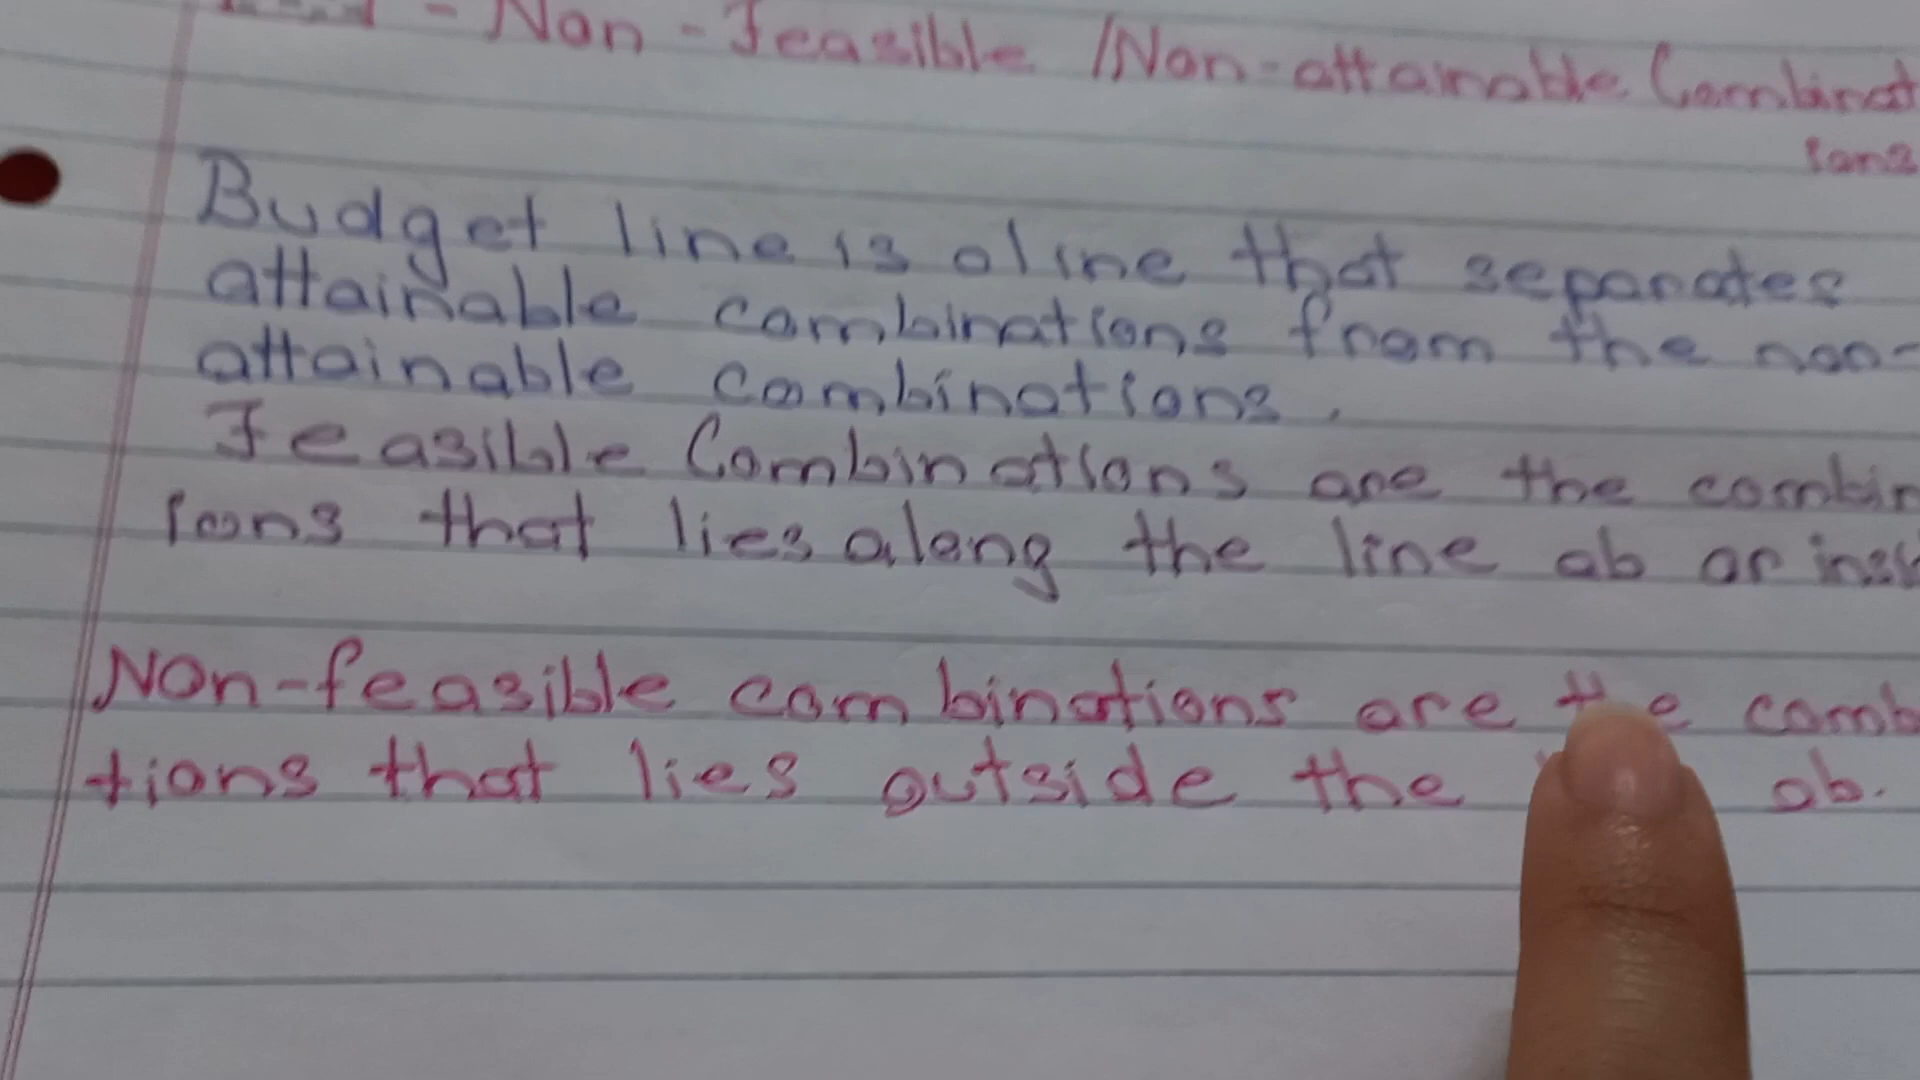 - Non-Feasible /Non-attainable Combinat
ions
Budget line is a line that separates
attainable combinations from the non-
attainable combinations.
Feasible Combinations are the combin
ions that lies along the line ab or insi
Non-feasible combinations are the comb
tions that lies outside the ab.